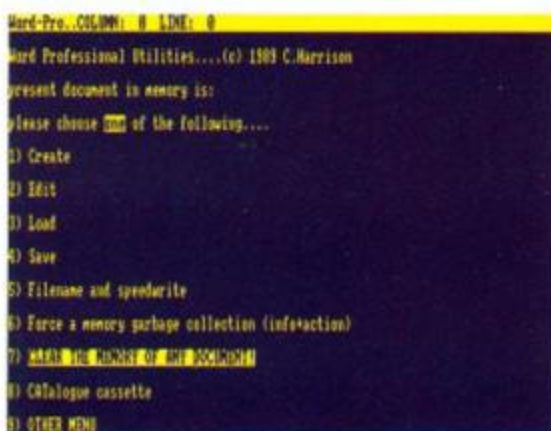 Word-Pro..COLUMN: 0 LINE: 0
Word Professional Utilities....(c) 1989 C.Harrison
present document in memory is:
please choose one of the following....
1) Create
2) Edit
3) Load
4) Save
5) Filename and speedwrite
6) Force a memory garbage collection (info+action)
7) CLEAR THE MEMORY OF ANY DOCUMENT!
8) CATalogue cassette
9) OTHER MENU